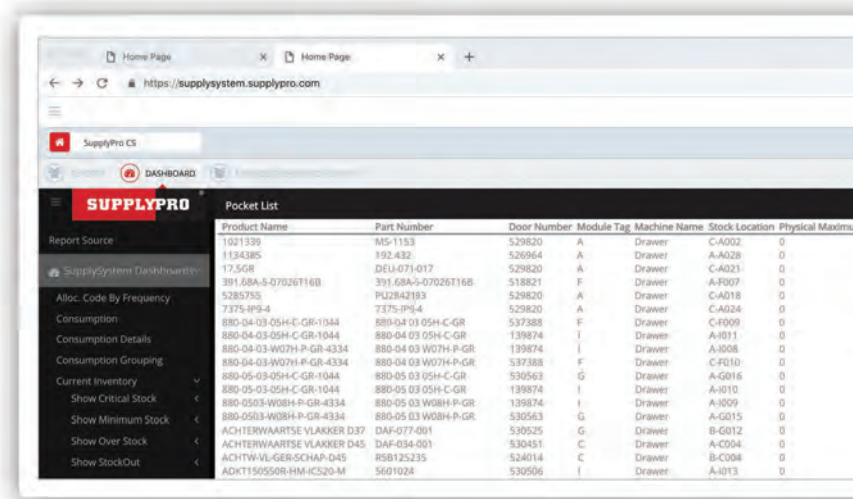 Home Page × Home Page × +
https://supplysystem.supplypro.com
SupplyPro CS
DASHBOARD
SUPPLYPRO
Pocket List
Report Source
SupplySystem Dashboards
Alloc. Code By Frequency
Consumption
Consumption Details
Consumption Grouping
Current Inventory
Show Critical Stock
Show Minimum Stock
Show Over Stock
Show StockOut
Product Name Part Number Door Number Module Tag Machine Name Stock Location Physical Maximu
1021339 MS-1153 529820 A Drawer C-A002 0
1134385 192.432 526964 A Drawer A-A028 0
17,5GR DEU-071-017 529820 A Drawer C-A021 0
391.68A-5-07026T16B 391.68A-5-07026T16B 518821 F Drawer A-F007 0
5285755 PU2842193 529820 A Drawer C-A018 0
7375-IP9-4 7375-IP9-4 529820 A Drawer C-A024 0
880-04-03-05H-C-GR-1044 880-04 03 05H-C-GR 537388 F Drawer C-F009 0
880-04-03-05H-C-GR-1044 880-04 03 05H-C-GR 139874 I Drawer A-I011 0
880-04-03-W07H-P-GR-4334 880-04 03 W07H-P-GR 139874 I Drawer A-I008 0
880-04-03-W07H-P-GR-4334 880-04 03 W07H-P-GR 537388 F Drawer C-F010 0
880-05-03-05H-C-GR-1044 880-05 03 05H-C-GR 530563 G Drawer A-G016 0
880-05-03-05H-C-GR-1044 880-05 03 05H-C-GR 139874 I Drawer A-I010 0
880-0503-W08H-P-GR-4334 880-05 03 W08H-P-GR 139874 I Drawer A-I009 0
880-0503-W08H-P-GR-4334 880-05 03 W08H-P-GR 530563 G Drawer A-G015 0
ACHTERWAARTSE VLAKKER D37 DAF-077-001 530525 G Drawer B-G012 0
ACHTERWAARTSE VLAKKER D45 DAF-034-001 530451 C Drawer A-C004 0
ACHTW-VL-GER-SCHAP-D45 R5B125235 524014 C Drawer B-C004 0
ADKT150550R-HM-IC520-M 5601024 530506 I Drawer A-I013 0